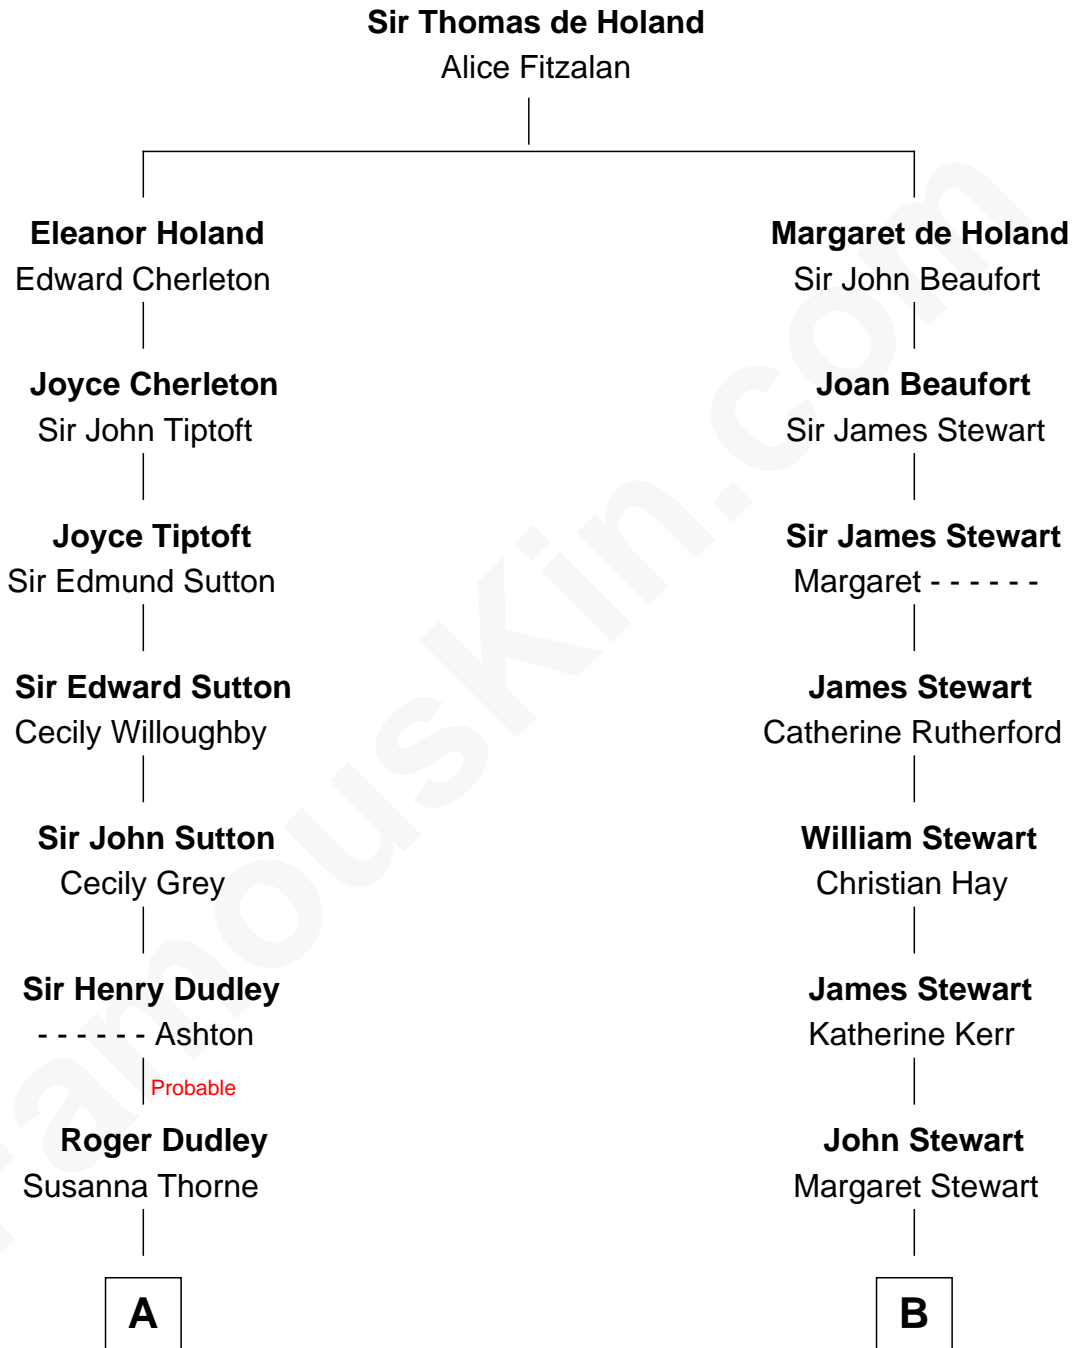 Sir Thomas de Holand
Alice Fitzalan
Eleanor Holand
Edward Cherleton
Margaret de Holand
Sir John Beaufort
Joyce Cherleton
Sir John Tiptoft
Joan Beaufort
Sir James Stewart
Joyce Tiptoft
Sir Edmund Sutton
Sir James Stewart
Margaret - - - - - -
Sir Edward Sutton
Cecily Willoughby
James Stewart
Catherine Rutherford
Sir John Sutton
Cecily Grey
William Stewart
Christian Hay
Sir Henry Dudley
- - - - - - Ashton
James Stewart
Katherine Kerr
Probable
Roger Dudley
Susanna Thorne
John Stewart
Margaret Stewart
A
B
FamousKin.com